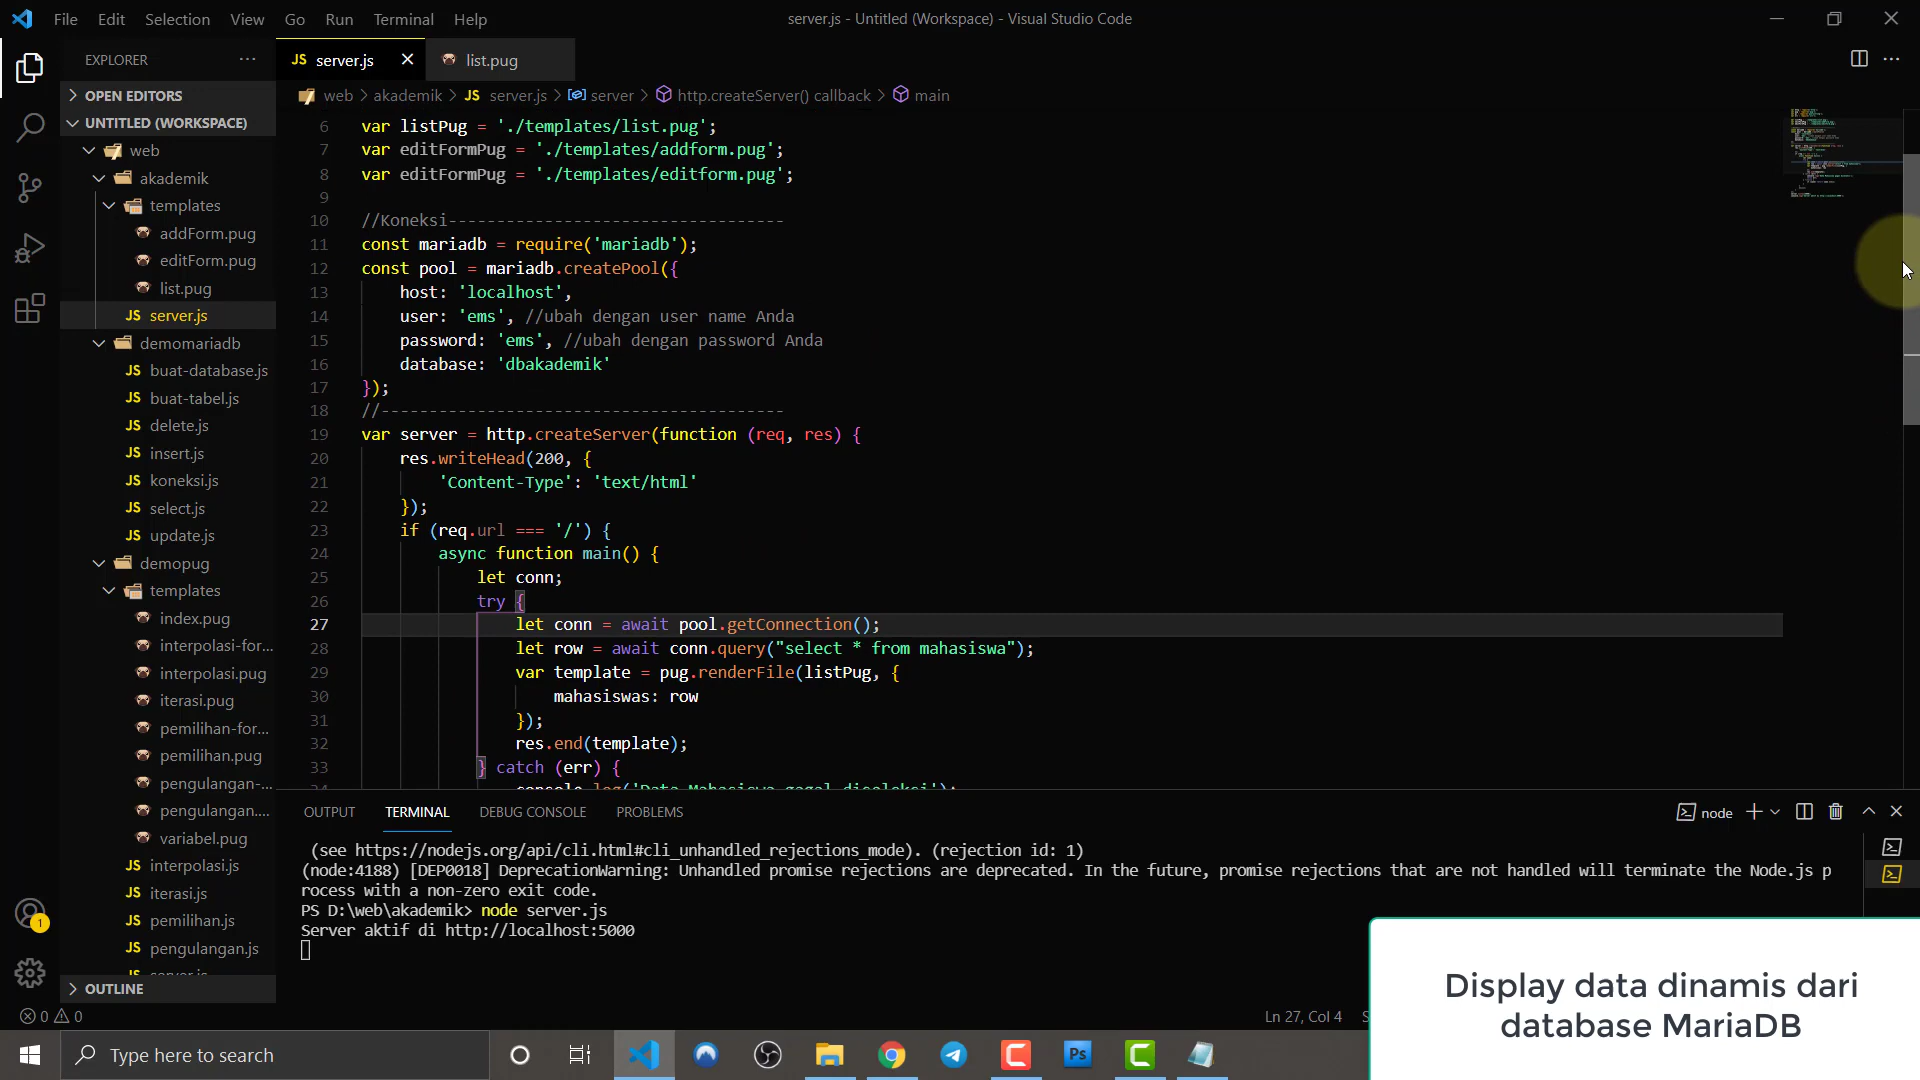 File Edit Selection View Go Run Terminal Help
server.js - Untitled (Workspace) - Visual Studio Code
EXPLORER
OPEN EDITORS
UNTITLED (WORKSPACE)
web
akademik
templates
addForm.pug
editForm.pug
list.pug
JS server.js
demomariadb
JS buat-database.js
JS buat-tabel.js
JS delete.js
JS insert.js
JS koneksi.js
JS select.js
JS update.js
demopug
templates
index.pug
interpolasi-for...
interpolasi.pug
iterasi.pug
pemilihan-for...
pemilihan.pug
pengulangan-...
pengulangan....
variabel.pug
JS interpolasi.js
JS iterasi.js
JS pemilihan.js
JS pengulangan.js
JS server.js
OUTLINE
JS server.js
list.pug
web > akademik > JS server.js > server > http.createServer() callback > main
6 var listPug = './templates/list.pug';
7 var editFormPug = './templates/addform.pug';
8 var editFormPug = './templates/editform.pug';
9
10 //Koneksi-----------------------------------
11 const mariadb = require('mariadb');
12 const pool = mariadb.createPool({
13 host: 'localhost',
14 user: 'ems', //ubah dengan user name Anda
15 password: 'ems', //ubah dengan password Anda
16 database: 'dbakademik'
17 });
18 //------------------------------------------
19 var server = http.createServer(function (req, res) {
20 res.writeHead(200, {
21 'Content-Type': 'text/html'
22 });
23 if (req.url === '/') {
24 async function main() {
25 let conn;
26 try {
27 let conn = await pool.getConnection();
28 let row = await conn.query("select * from mahasiswa");
29 var template = pug.renderFile(listPug, {
30 mahasiswas: row
31 });
32 res.end(template);
33 } catch (err) {
34 console.log('Data Mahasiswa gagal diseleksi');
OUTPUT TERMINAL DEBUG CONSOLE PROBLEMS
node
(see https://nodejs.org/api/cli.html#cli_unhandled_rejections_mode). (rejection id: 1)
(node:4188) [DEP0018] DeprecationWarning: Unhandled promise rejections are deprecated. In the future, promise rejections that are not handled will terminate the Node.js p
rocess with a non-zero exit code.
PS D:\web\akademik> node server.js
Server aktif di http://localhost:5000
1
0 0
Ln 27, Col 4
Display data dinamis dari
database MariaDB
Type here to search
Ps